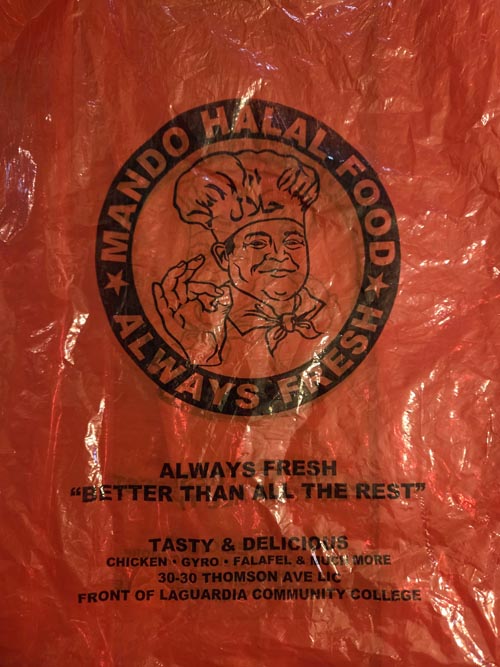 MANDO HALAL FOOD
ALWAYS FRESH
ALWAYS FRESH
“BETTER THAN ALL THE REST”
TASTY & DELICIOUS
CHICKEN • GYRO • FALAFEL & MUCH MORE
30-30 THOMSON AVE LIC
FRONT OF LAGUARDIA COMMUNITY COLLEGE